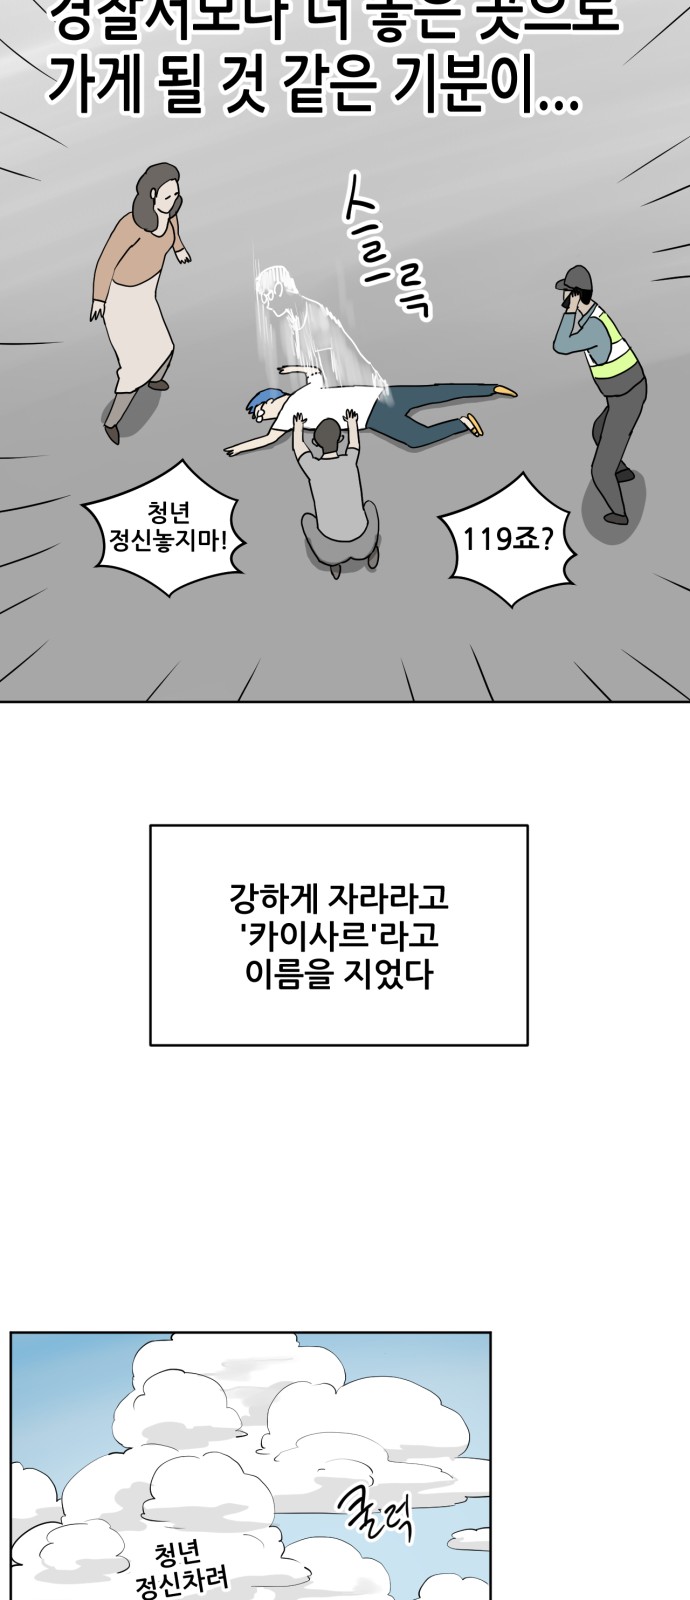 경찰서보다 더 좋은 곳으로
가게 될 것 같은 기분이...
스르륵
청년
정신놓지마!
119죠?
강하게 자라라고
'카이사르'라고
이름을 지었다
쿨럭
청년
정신차려